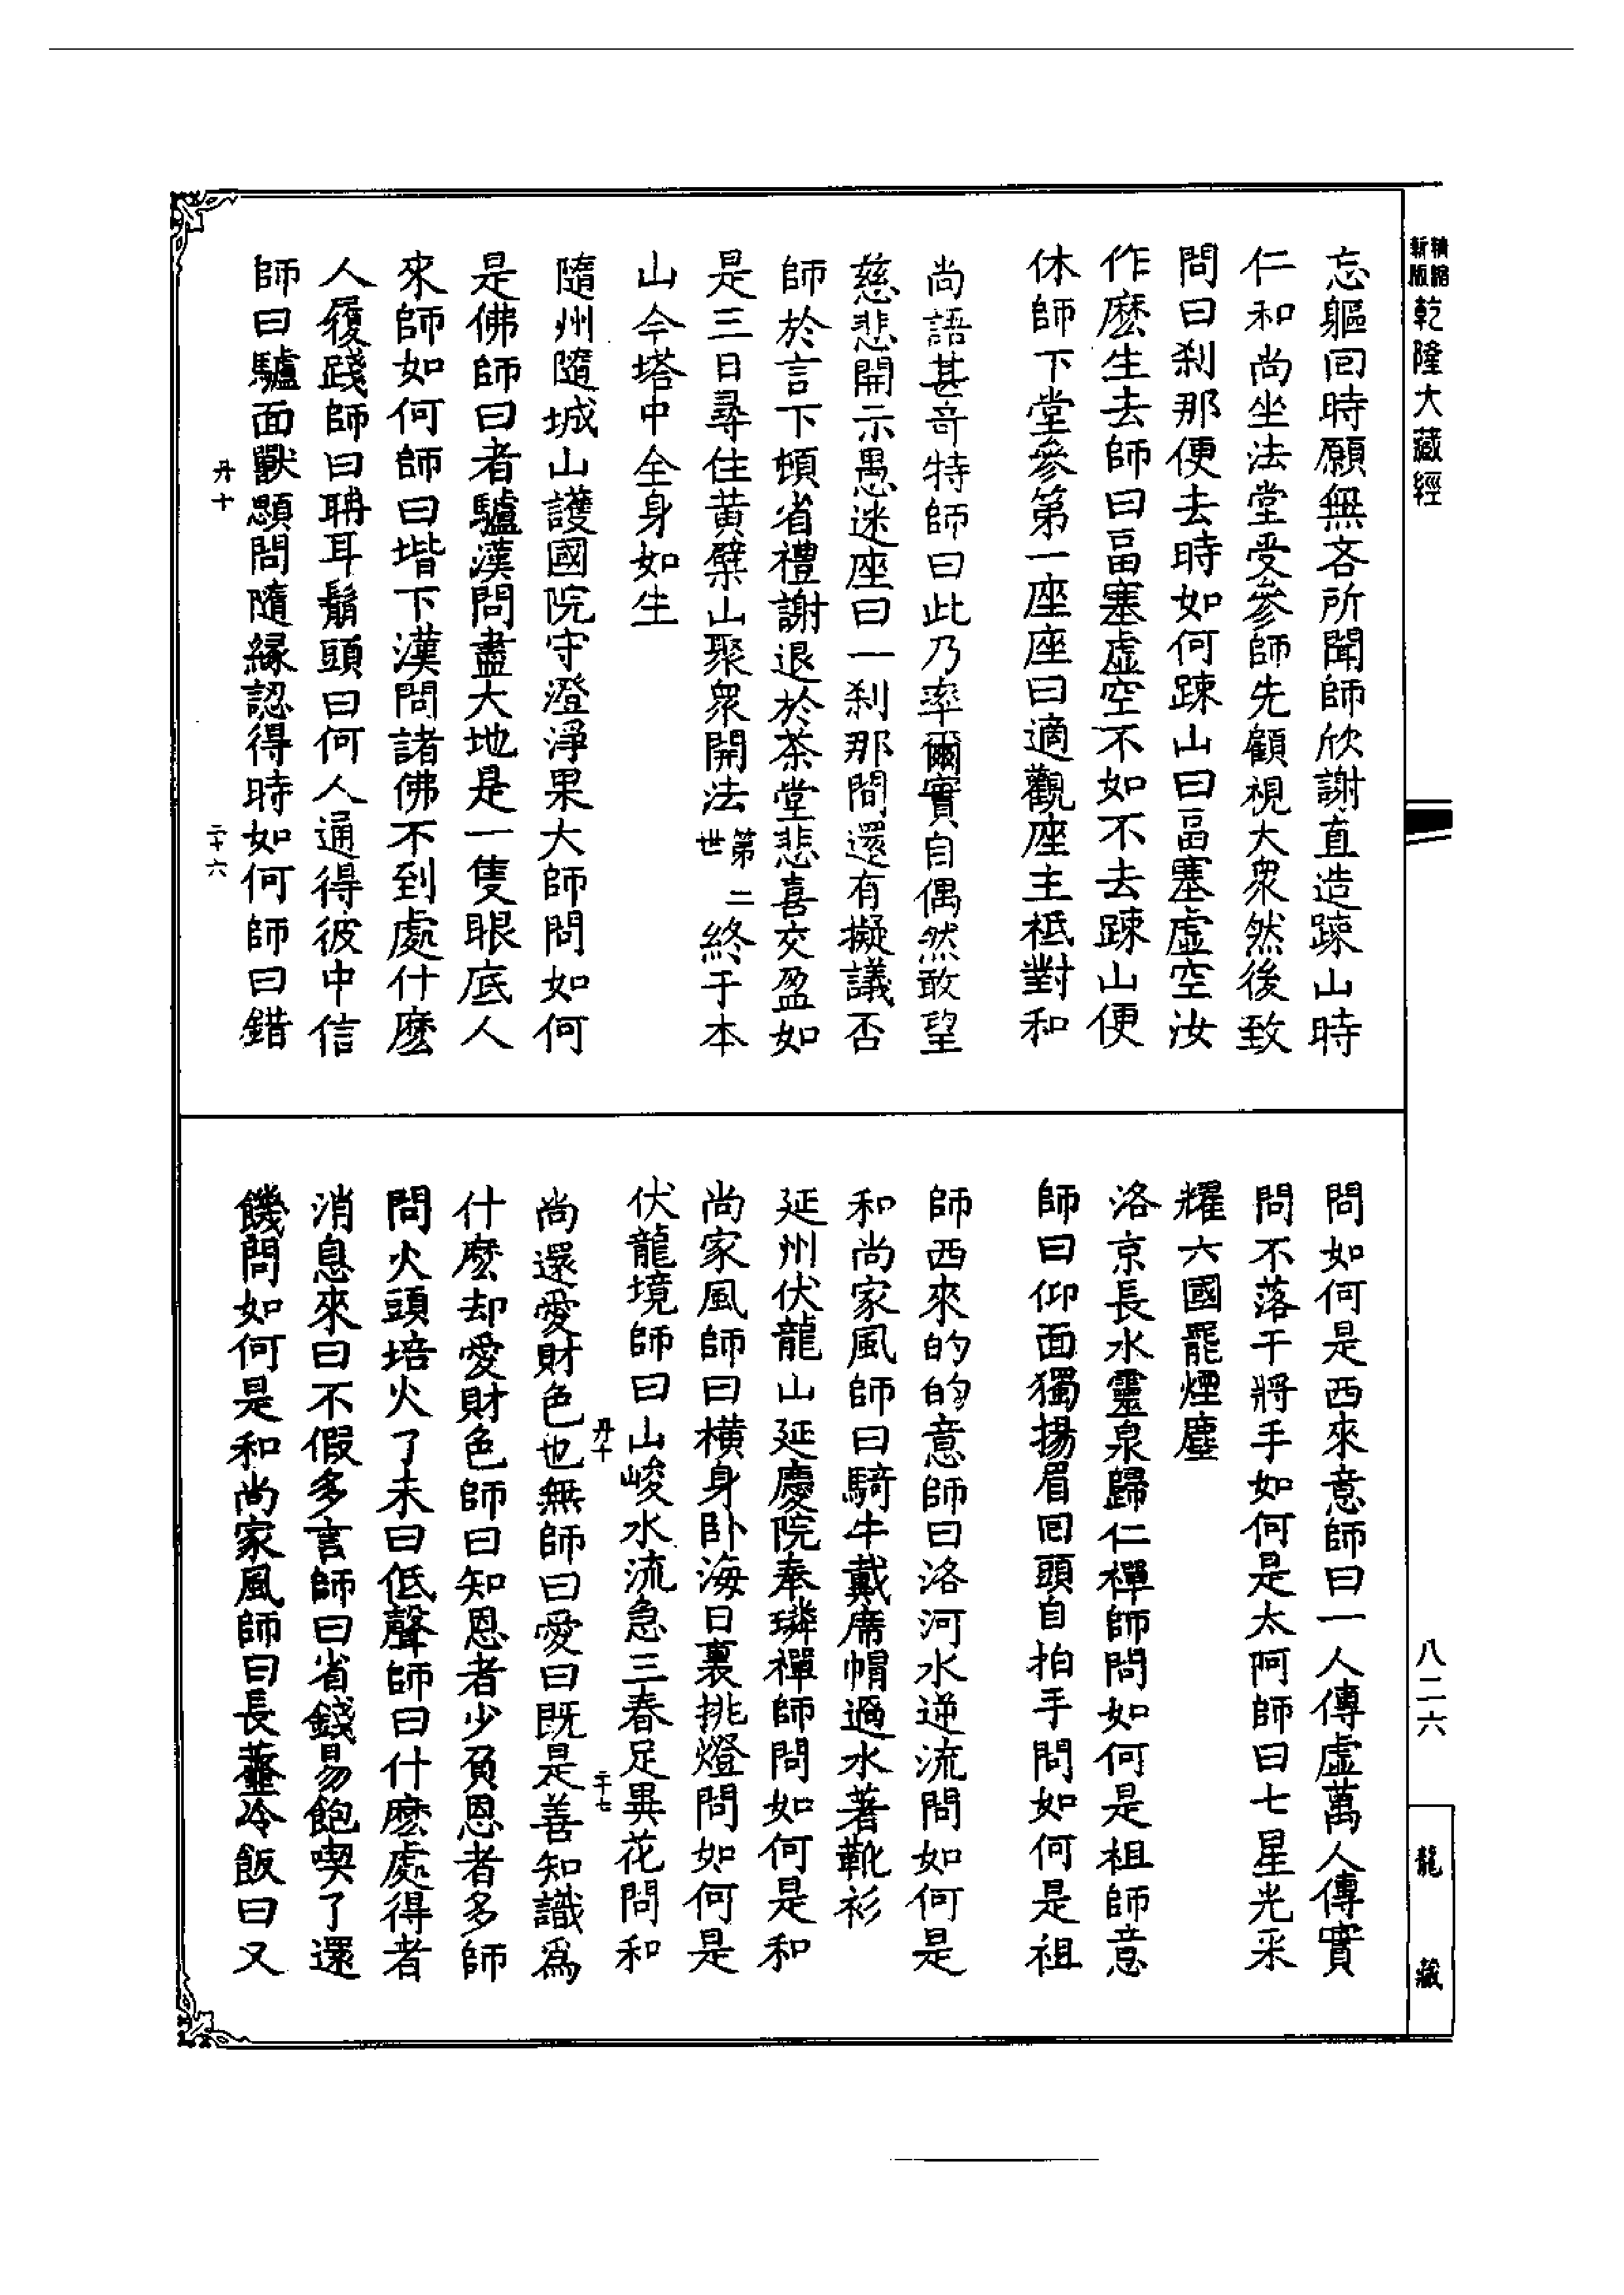 精縮新版乾隆大藏經
忘軀回時願無吝所聞師欣謝直造踈山時
仁和尚坐法堂受參師先顧視大衆然後致
問曰刹那便去時如何踈山曰畐塞虛空汝
作麽生去師曰畐塞虛空不如不去踈山便
休師下堂參第一座座曰適觀座主祗對和
尚語甚竒特師曰此乃率爾實自偶然敢望
慈悲開示愚迷座曰一刹那間還有擬議否
師於言下頓省禮謝退於茶堂悲喜交盈如
是三日尋住黃檗山聚衆開法第二世終于本
山今塔中全身如生
隨州隨城山護國院守澄淨果大師問如何
是佛師曰者驢漢問盡大地是一隻眼底人
來師如何師曰堦下漢問諸佛不到處什麽
人履踐師曰聃耳鬅頭曰何人通得彼中信
師曰驢面獸顋問隨緣認得時如何師曰錯
丹十
二十六
問如何是西來意師曰一人傳虛萬人傳實
問不落干將手如何是太阿師曰七星光采
耀六國罷煙塵
洛京長水靈泉歸仁禪師問如何是祖師意
師曰仰面獨揚眉回頭自拍手問如何是祖
師西來的的意師曰洛河水逆流問如何是
和尚家風師曰騎牛戴席帽過水著靴衫
延州伏龍山延慶院奉璘禪師問如何是和
尚家風師曰橫身卧海日裏挑燈問如何是
伏龍境師曰山峻水流急三春足異花問和
丹十
二十七
尚還愛財色也無師曰愛曰既是善知識爲
什麽却愛財色師曰知恩者少負恩者多師
問火頭培火了未曰低聲師曰什麽處得者
消息來曰不假多言師曰省錢易飽喫了還
饑問如何是和尚家風師曰長虀冷飯曰又
八二六
龍藏